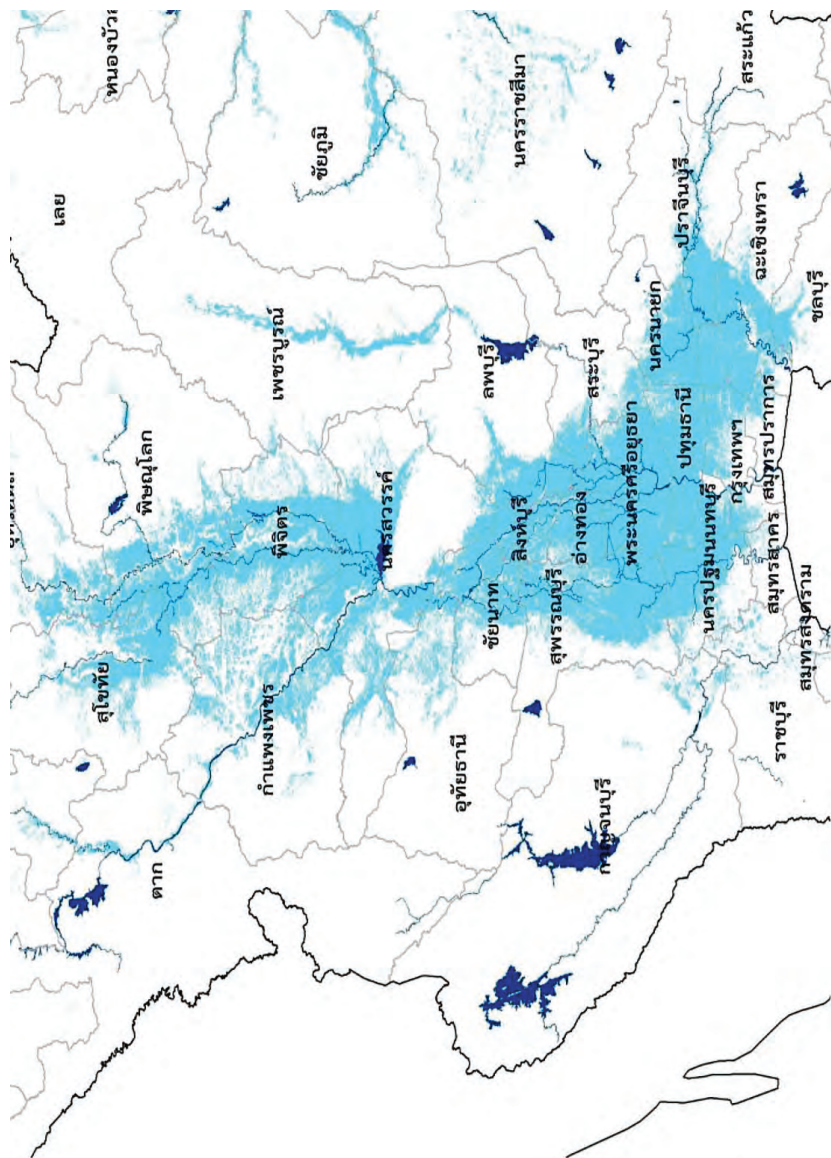 หนองบัว
สระแก้ว
เลย
ชัยภูมิ
นครราชสีมา
ปราจีนบุรี
ฉะเชิงเทรา
ชลบุรี
เพชรบูรณ์
ลพบุรี
สระบุรี
นครนายก
พิษณุโลก
พิจิตร
นครสวรรค์
สิงห์บุรี
อ่างทอง
พระนครศรีอยุธยา
ปทุมธานี
กรุงเทพฯ
สมุทรปราการ
สุโขทัย
กำแพงเพชร
ชัยนาท
สุพรรณบุรี
นครปฐมนนทบุรี
สมุทรสาคร
สมุทรสงคราม
ตาก
อุทัยธานี
กาญจนบุรี
ราชบุรี